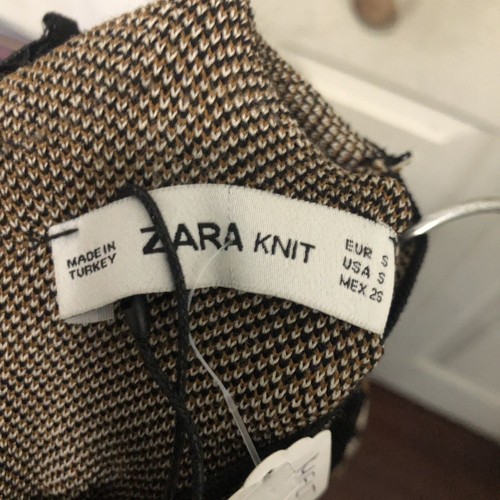 MADE IN
TURKEY
ZARA KNIT
EUR S
USA S
MEX 26